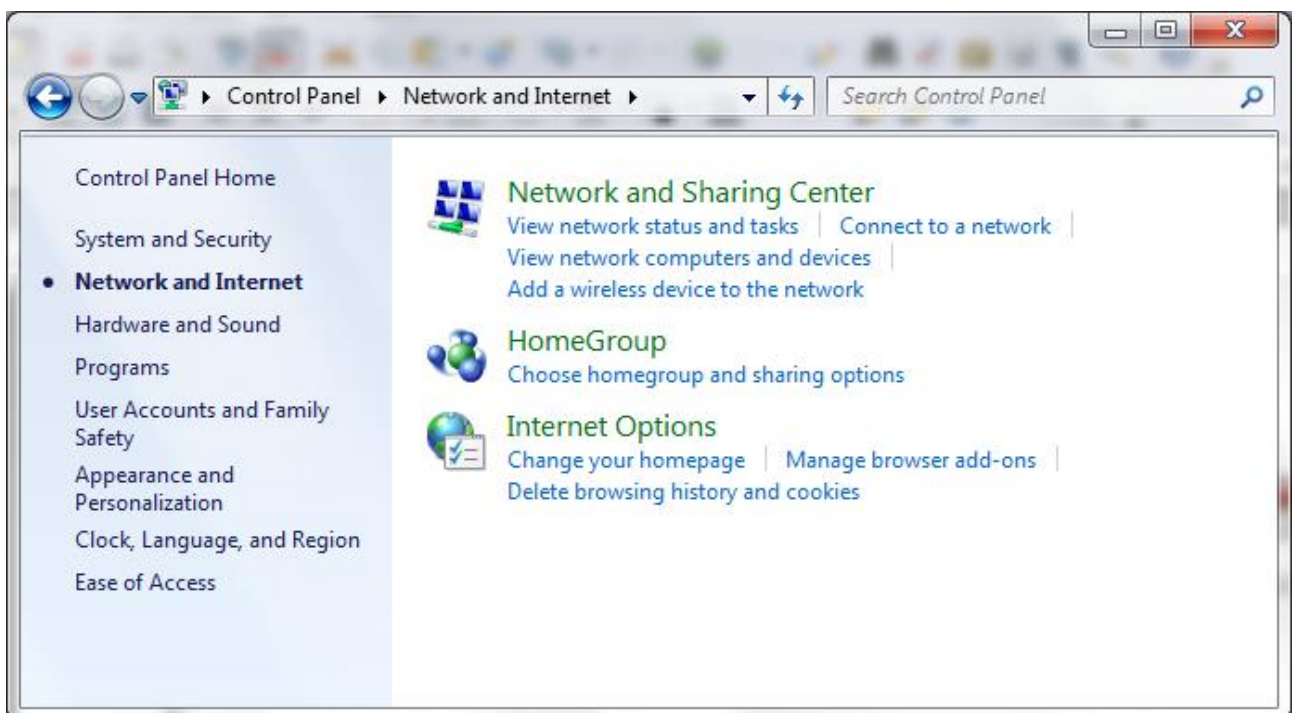 Control Panel Network and Internet Search Control Panel
Control Panel Home
System and Security
Network and Internet
Hardware and Sound
Programs
User Accounts and Family
Safety
Appearance and
Personalization
Clock, Language, and Region
Ease of Access
Network and Sharing Center
View network status and tasks Connect to a network
View network computers and devices
Add a wireless device to the network
HomeGroup
Choose homegroup and sharing options
Internet Options
Change your homepage Manage browser add-ons
Delete browsing history and cookies